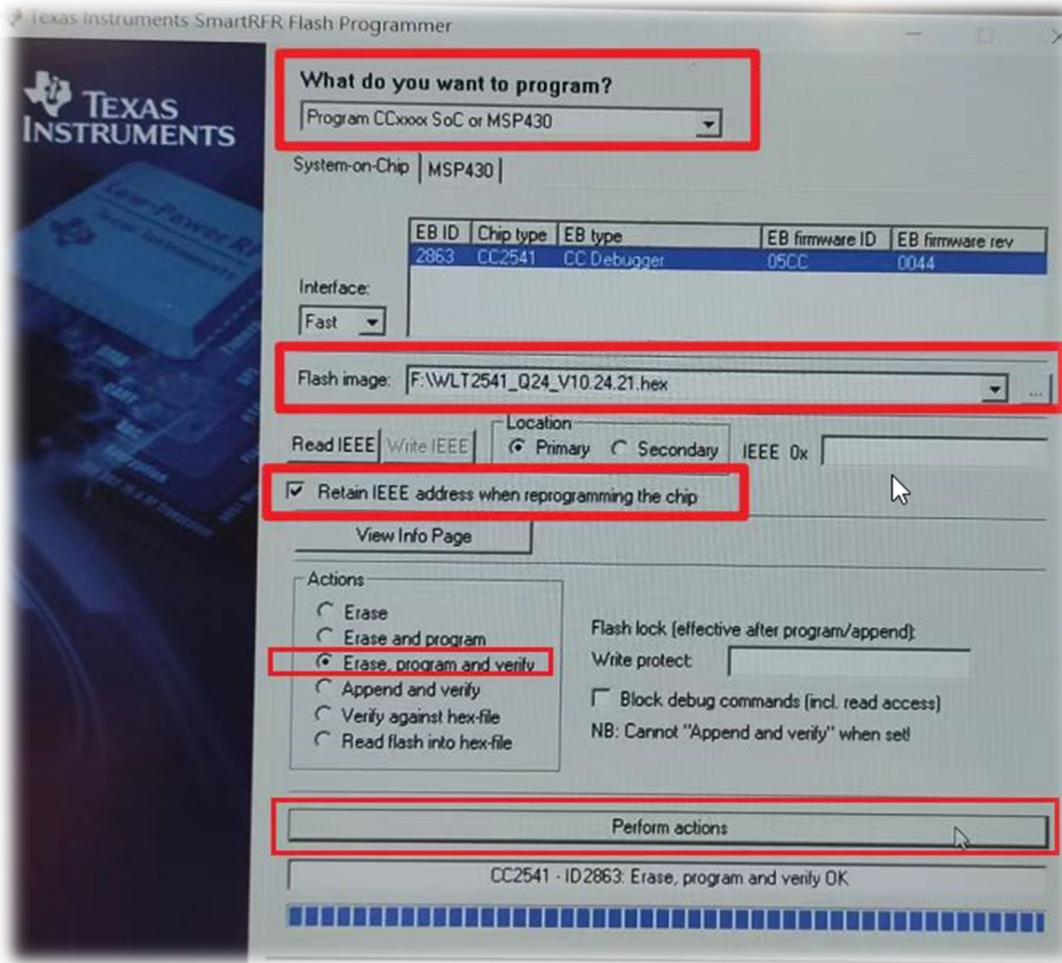 Texas Instruments SmartRFR Flash Programmer
TEXAS
INSTRUMENTS
What do you want to program?
Program CCxxxx SoC or MSP430
System-on-Chip MSP430
EB ID Chip type EB type EB firmware ID EB firmware rev
2863 CC2541 CC Debugger 05CC 0044
Interface:
Fast
Flash image: F:\WLT2541_Q24_V10.24.21.hex ...
Location
Read IEEE Write IEEE Primary Secondary IEEE 0x
Retain IEEE address when reprogramming the chip
View Info Page
Actions
Erase
Erase and program
Erase, program and verify
Append and verify
Verify against hex-file
Read flash into hex-file
Flash lock (effective after program/append):
Write protect:
Block debug commands (incl. read access)
NB: Cannot "Append and verify" when set!
Perform actions
CC2541 - ID2863: Erase, program and verify OK
Low-Power RF
Texas Instruments